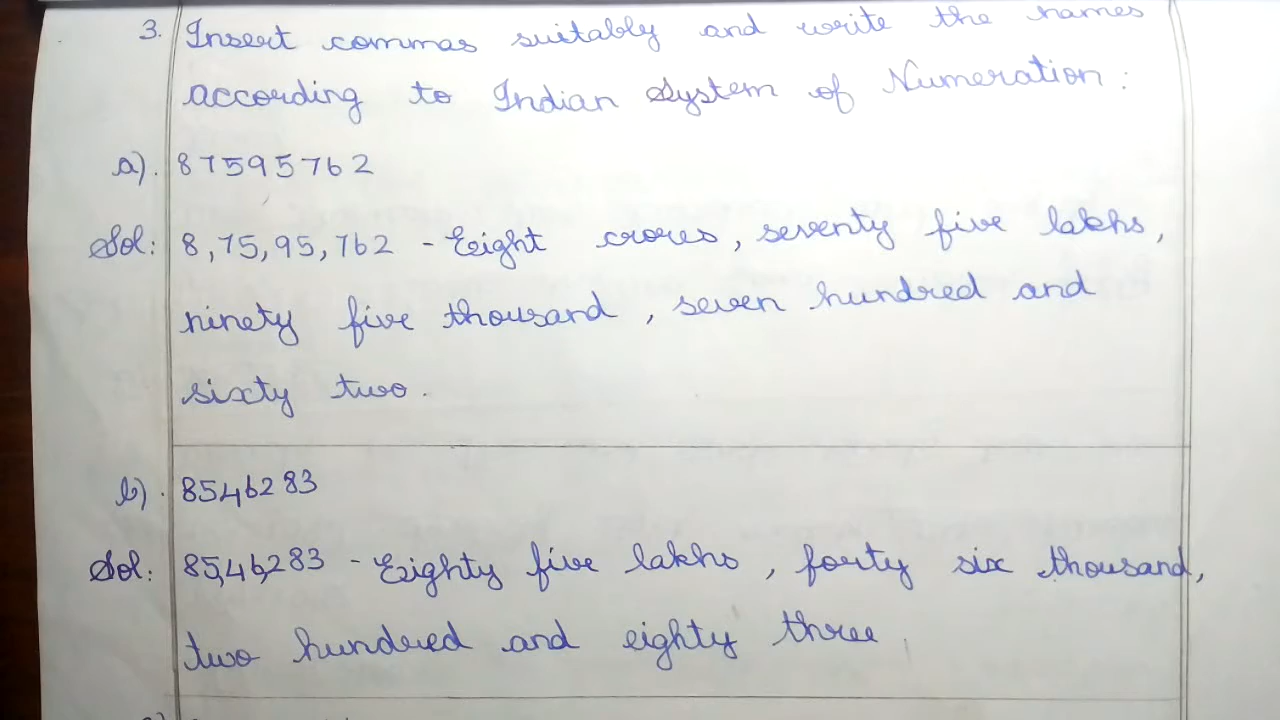 3. Insert commas suitably and write the names
according to Indian System of Numeration :
a). 87595762
Sol: 8,75,95,762 - Eight crores, seventy five lakhs,
ninety five thousand, seven hundred and
sixty two.
b). 8546283
Sol: 85,46,283 - Eighty five lakhs, forty six thousand,
two hundred and eighty three